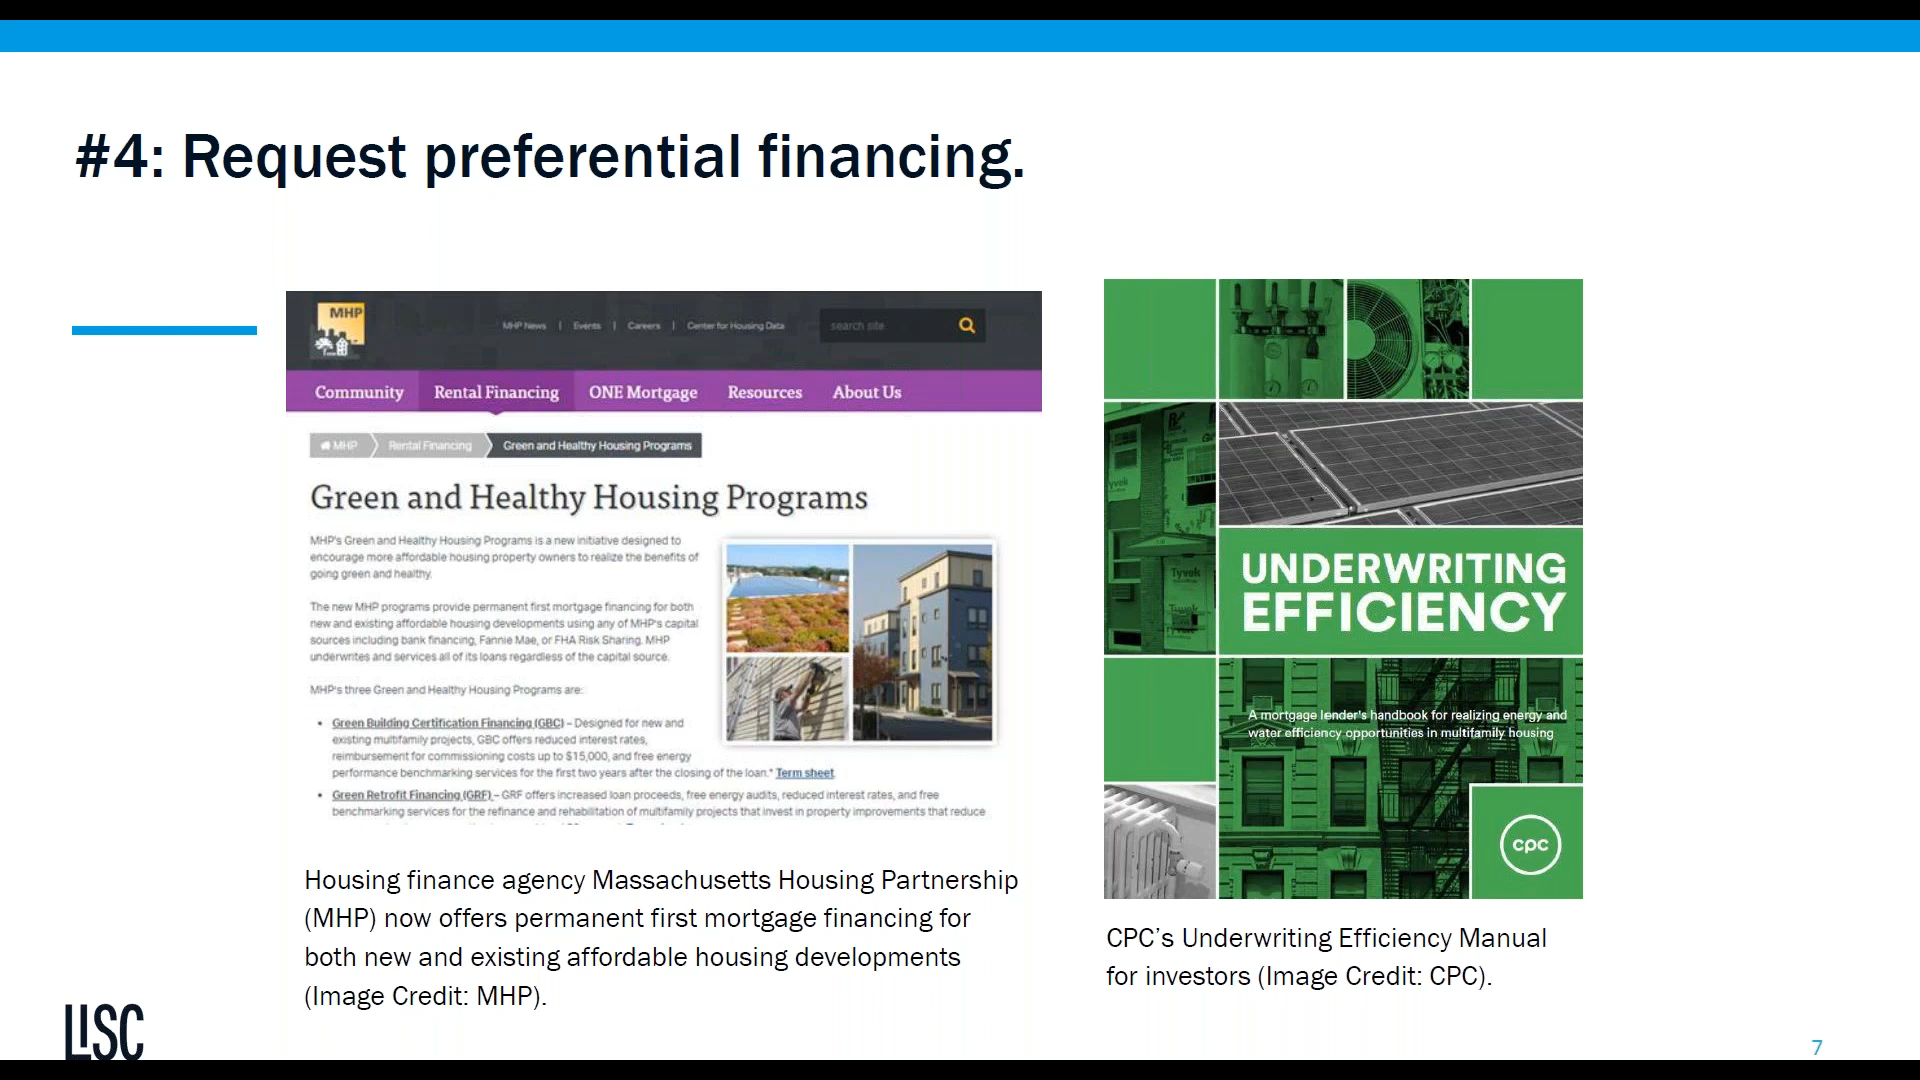 #4: Request preferential financing.
MHP
MHP News | Events | Careers | Center for Housing Data
search site
Community
Rental Financing
ONE Mortgage
Resources
About Us
MHP
Rental Financing
Green and Healthy Housing Programs
Green and Healthy Housing Programs
MHP's Green and Healthy Housing Programs is a new initiative designed to
encourage more affordable housing property owners to realize the benefits of
going green and healthy.
The new MHP programs provide permanent first mortgage financing for both
new and existing affordable housing developments using any of MHP's capital
sources including bank financing, Fannie Mae, or FHA Risk Sharing. MHP
underwrites and services all of its loans regardless of the capital source.
MHP's three Green and Healthy Housing Programs are:
• Green Building Certification Financing (GBC) – Designed for new and
existing multifamily projects, GBC offers reduced interest rates,
reimbursement for commissioning costs up to $15,000, and free energy
performance benchmarking services for the first two years after the closing of the loan.* Term sheet
• Green Retrofit Financing (GRF) – GRF offers increased loan proceeds, free energy audits, reduced interest rates, and free
benchmarking services for the refinance and rehabilitation of multifamily projects that invest in property improvements that reduce
Housing finance agency Massachusetts Housing Partnership
(MHP) now offers permanent first mortgage financing for
both new and existing affordable housing developments
(Image Credit: MHP).
Tyvek
Tyvek
UNDERWRITING
EFFICIENCY
A mortgage lender's handbook for realizing energy and
water efficiency opportunities in multifamily housing
cpc
CPC's Underwriting Efficiency Manual
for investors (Image Credit: CPC).
LISC
7